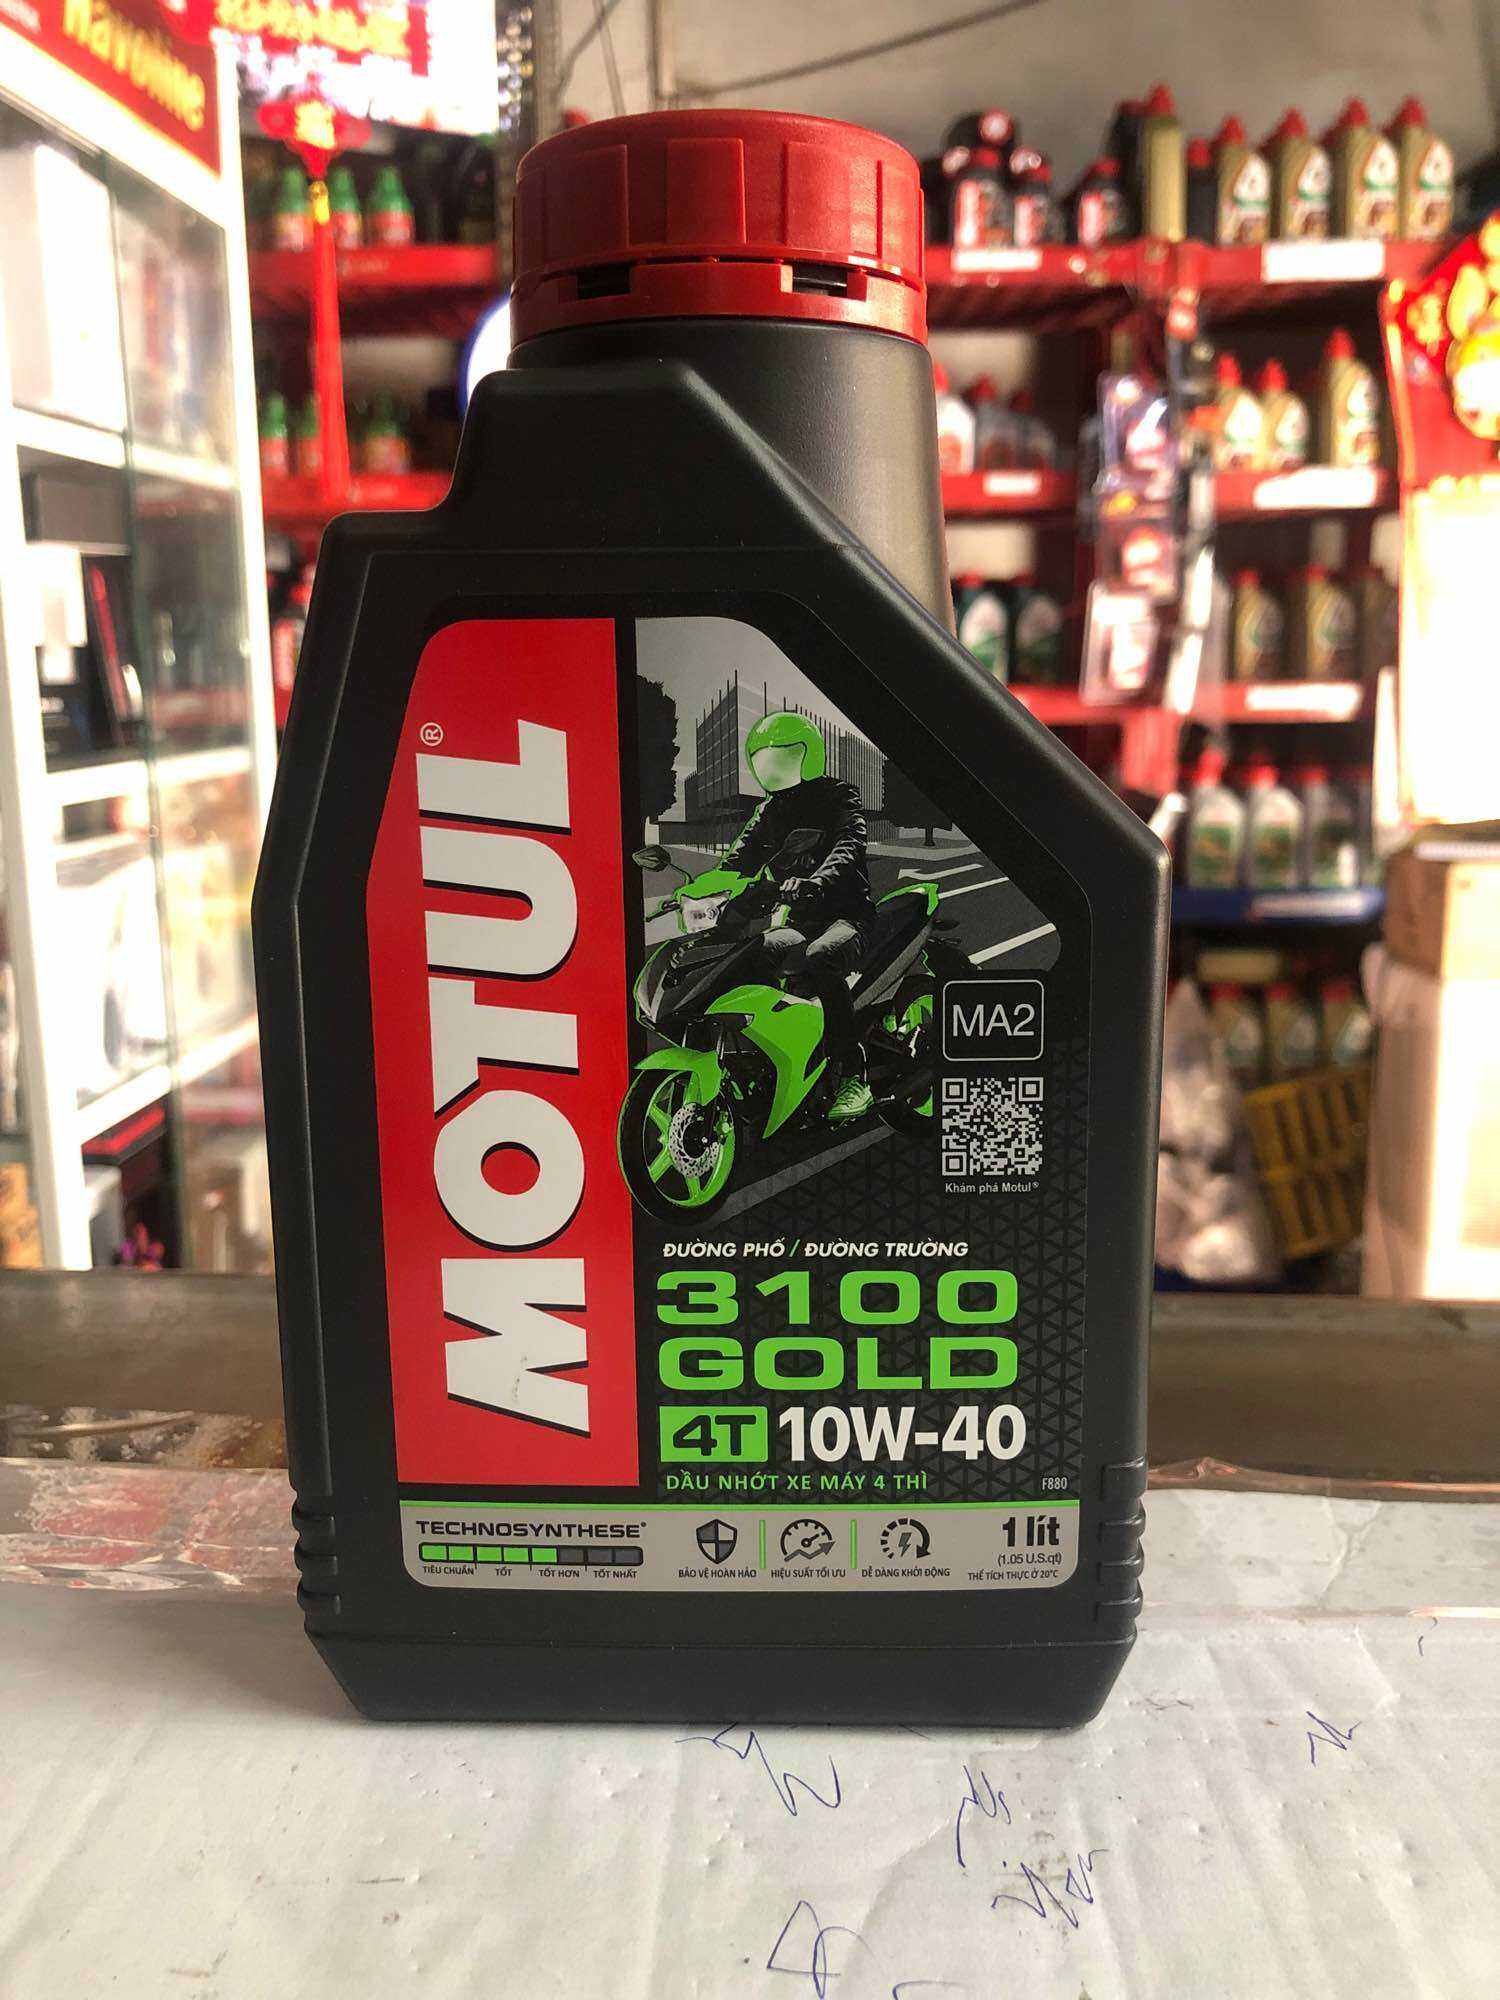 MOTUL®
MA2
Khám phá Motul®
ĐƯỜNG PHỐ / ĐƯỜNG TRƯỜNG
3100
GOLD
4T 10W-40
DẦU NHỚT XE MÁY 4 THÌ
F880
TECHNOSYNTHESE®
TIÊU CHUẨN TỐT TỐT HƠN TỐT NHẤT
BẢO VỆ HOÀN HẢO
HIỆU SUẤT TỐI ƯU
DỄ DÀNG KHỞI ĐỘNG
1 lít
(1.05 U.S.qt)
THỂ TÍCH THỰC Ở 20°C